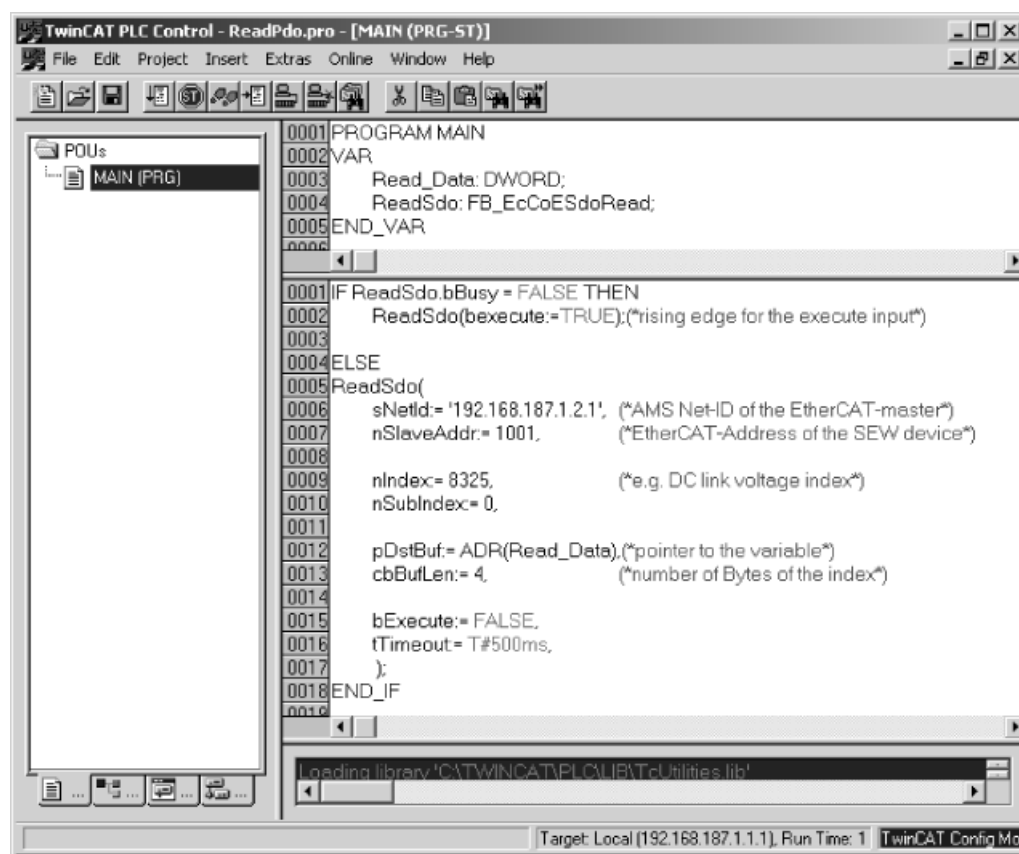 TwinCAT PLC Control - ReadPdo.pro - [MAIN (PRG-ST)]
File Edit Project Insert Extras Online Window Help
POUs
MAIN (PRG)
0001 PROGRAM MAIN
0002 VAR
0003 Read_Data: DWORD;
0004 ReadSdo: FB_EcCoESdoRead;
0005 END_VAR
0006
0001 IF ReadSdo.bBusy = FALSE THEN
0002 ReadSdo(bexecute:=TRUE);(*rising edge for the execute input*)
0003
0004 ELSE
0005 ReadSdo(
0006 sNetId:= '192.168.187.1.2.1', (*AMS Net-ID of the EtherCAT-master*)
0007 nSlaveAddr:= 1001, (*EtherCAT-Address of the SEW device*)
0008
0009 nIndex:= 8325, (*e.g. DC link voltage index*)
0010 nSubIndex:= 0,
0011
0012 pDstBuf:= ADR(Read_Data),(*pointer to the variable*)
0013 cbBufLen:= 4, (*number of Bytes of the index*)
0014
0015 bExecute:= FALSE,
0016 tTimeout:= T#500ms,
0017 );
0018 END_IF
0019
Loading library 'C:\TWINCAT\PLC\LIB\TcUtilities.lib'
... ... ... ...
Target: Local (192.168.187.1.1.1), Run Time: 1 TwinCAT Config Mo